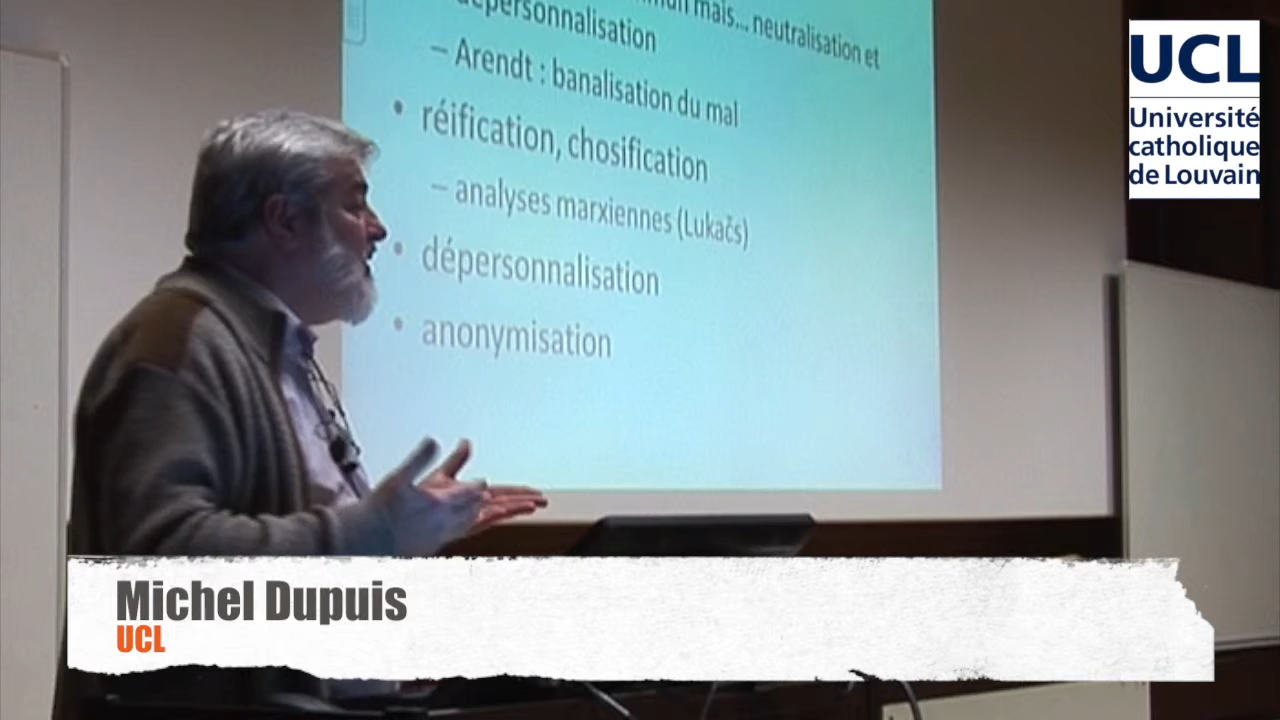 mais... neutralisation et
dépersonnalisation
– Arendt : banalisation du mal
• réification, chosification
– analyses marxiennes (Lukačs)
• dépersonnalisation
• anonymisation
UCL
Université
catholique
de Louvain
Michel Dupuis
UCL